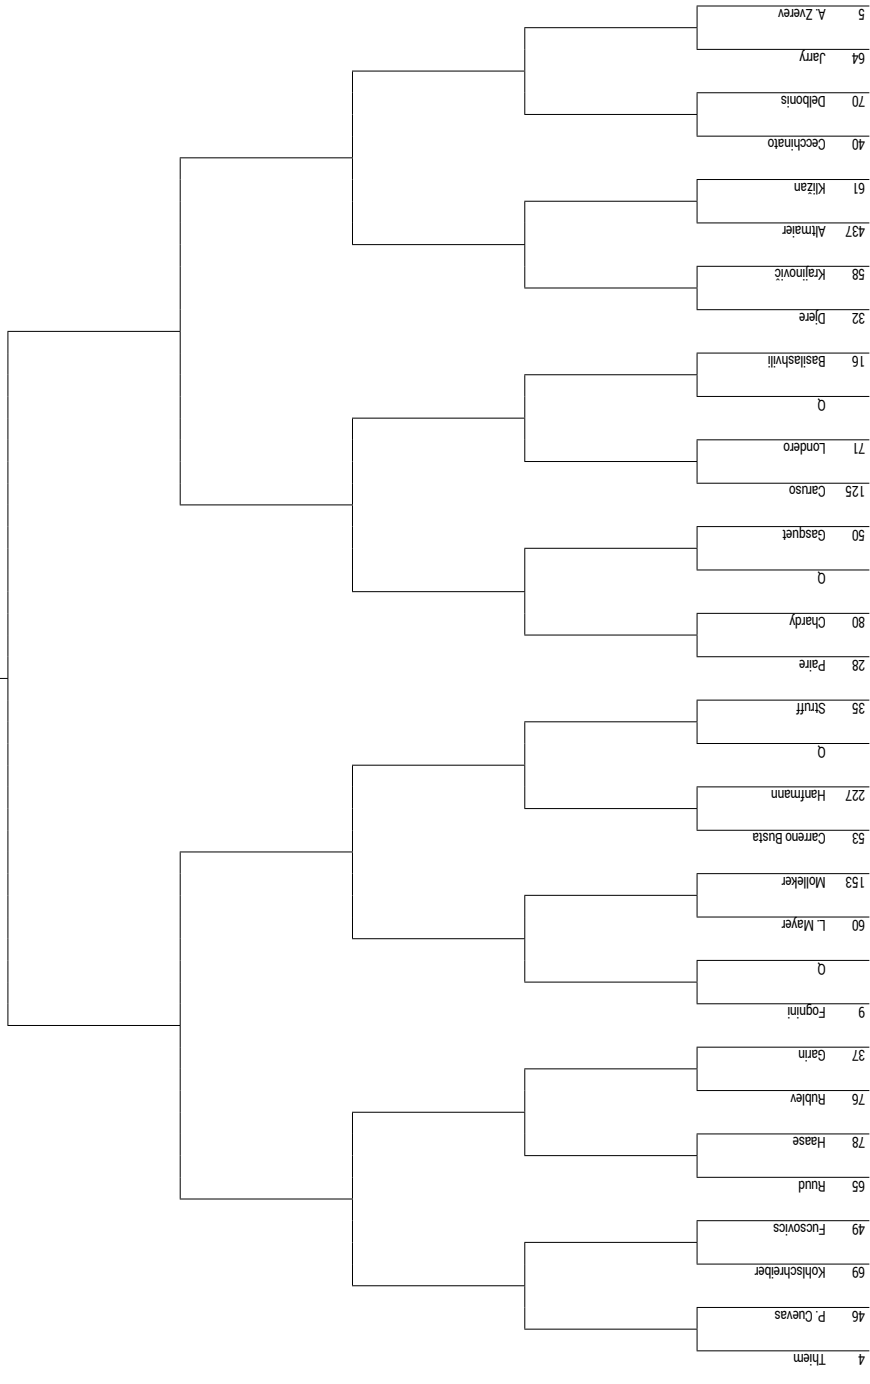 4 Thiem
46 P. Cuevas
69 Kohlschreiber
49 Fucsovics
65 Ruud
78 Haase
76 Rublev
37 Garin
9 Fognini
Q
60 L. Mayer
153 Molleker
53 Carreno Busta
227 Hanfmann
Q
35 Struff
28 Paire
80 Chardy
Q
50 Gasquet
125 Caruso
71 Londero
Q
16 Basilashvili
32 Djere
58 Krajinović
437 Altmaier
61 Kližan
40 Cecchinato
70 Delbonis
64 Jarry
5 A. Zverev